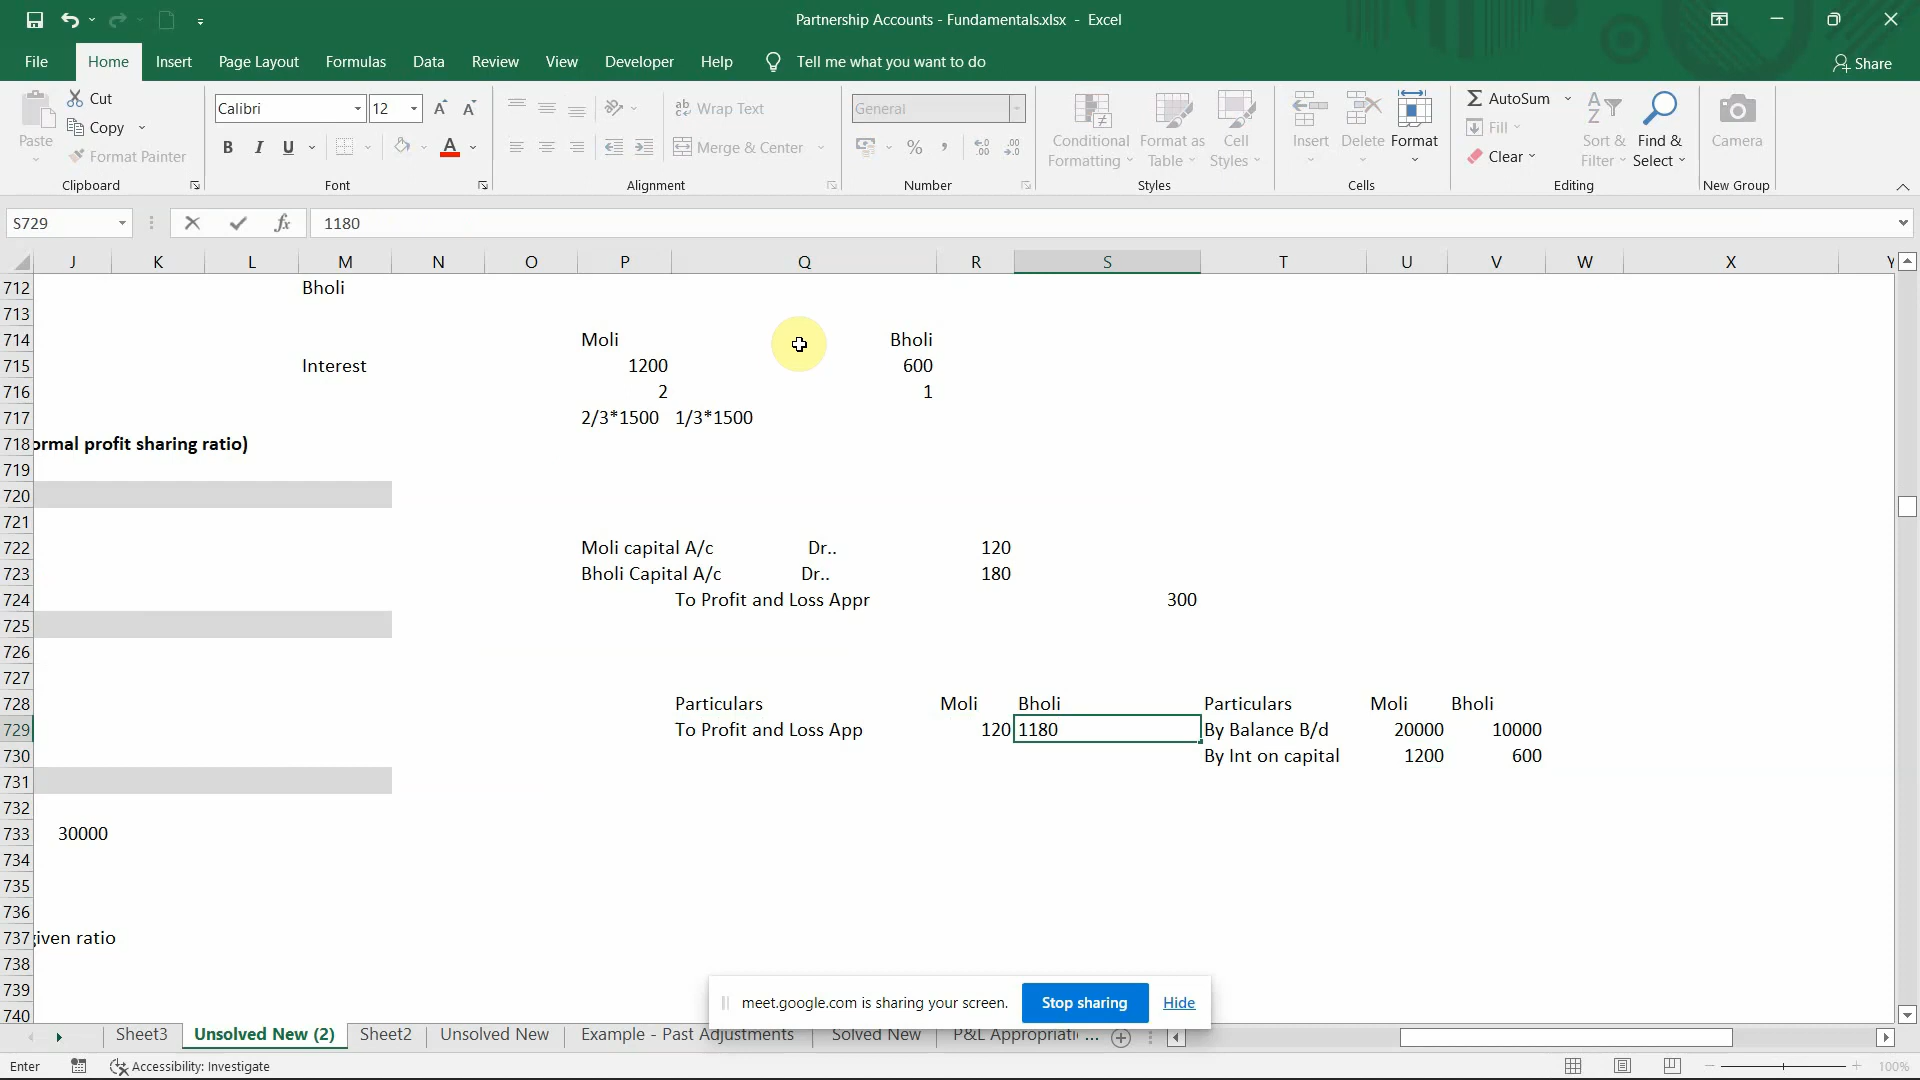 Partnership Accounts - Fundamentals.xlsx - Excel
File Home Insert Page Layout Formulas Data Review View Developer Help Tell me what you want to do Share
Paste Cut Copy Format Painter
Calibri 12
B I U A
ab Wrap Text
Merge & Center
General
%
Conditional Formatting Format as Table Cell Styles
Insert Delete Format
AutoSum Fill Clear
Sort & Filter Find & Select
Camera
Clipboard Font Alignment Number Styles Cells Editing New Group
S729 fx 1180
J K L M N O P Q R S T U V W X Y
712 Bholi
713
714 Moli Bholi
715 Interest 1200 600
716 2 1
717 2/3*1500 1/3*1500
718 ormal profit sharing ratio)
719
720
721
722 Moli capital A/c Dr.. 120
723 Bholi Capital A/c Dr.. 180
724 To Profit and Loss Appr 300
725
726
727
728 Particulars Moli Bholi Particulars Moli Bholi
729 To Profit and Loss App 120 1180 By Balance B/d 20000 10000
730 By Int on capital 1200 600
731
732
733 30000
734
735
736
737 given ratio
738
739
740
meet.google.com is sharing your screen. Stop sharing Hide
Sheet3 Unsolved New (2) Sheet2 Unsolved New Example - Past Adjustments Solved New P&L Appropriati ...
Enter Accessibility: Investigate 100%